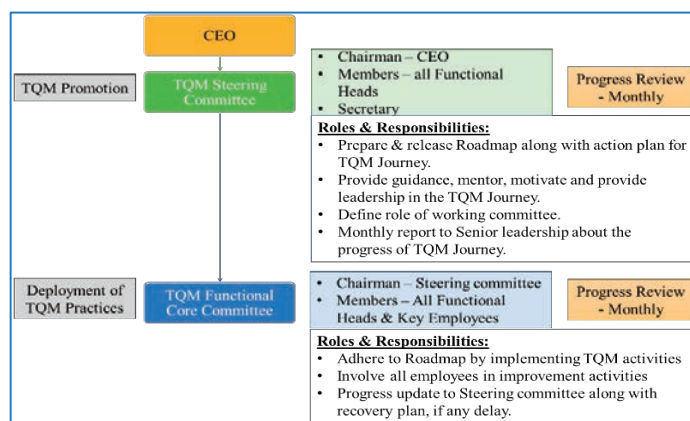 CEO
TQM Promotion
TQM Steering
Committee
• Chairman – CEO
• Members – all Functional
Heads
• Secretary
Progress Review
- Monthly
Roles & Responsibilities:
• Prepare & release Roadmap along with action plan for
TQM Journey.
• Provide guidance, mentor, motivate and provide
leadership in the TQM Journey.
• Define role of working committee.
• Monthly report to Senior leadership about the
progress of TQM Journey.
Deployment of
TQM Practices
TQM Functional
Core Committee
• Chairman – Steering committee
• Members – All Functional
Heads & Key Employees
Progress Review
- Monthly
Roles & Responsibilities:
• Adhere to Roadmap by implementing TQM activities
• Involve all employees in improvement activities
• Progress update to Steering committee along with
recovery plan, if any delay.